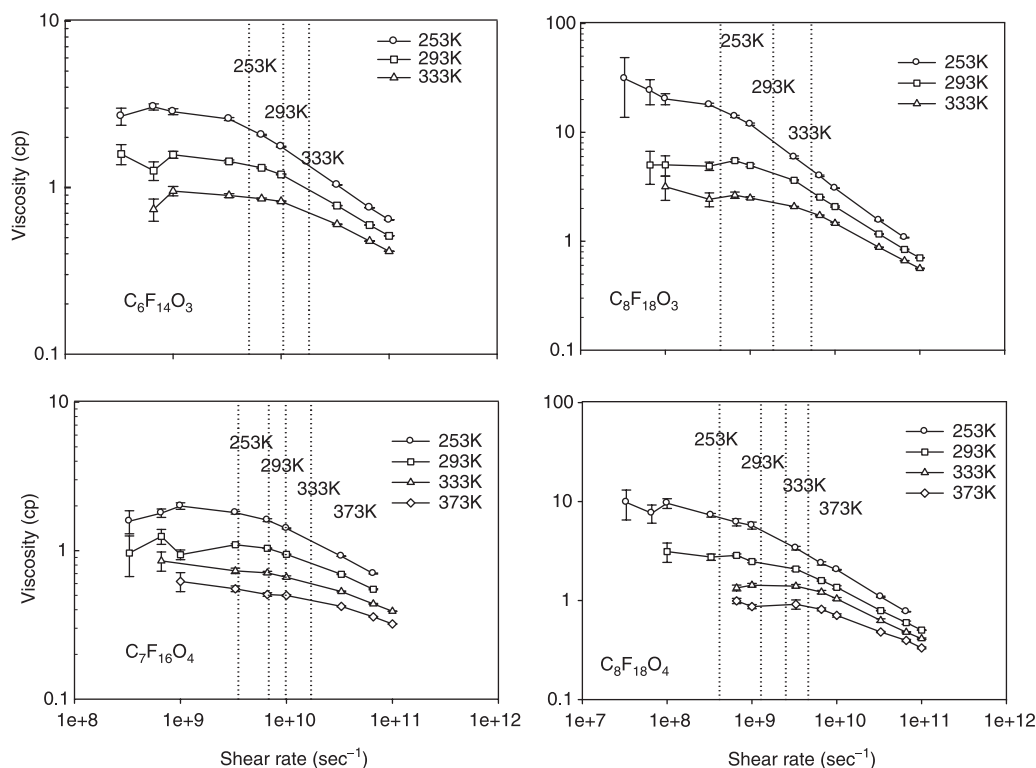 10
1
0.1
Viscosity (cp)
253K
293K
333K
253K
293K
333K
C₆F₁₄O₃
100
10
1
0.1
253K
293K
333K
253K
293K
333K
C₈F₁₈O₃
10
1
0.1
Viscosity (cp)
253K
293K
333K
373K
253K
293K
333K
373K
C₇F₁₆O₄
1e+8 1e+9 1e+10 1e+11 1e+12
Shear rate (sec⁻¹)
100
10
1
0.1
253K
293K
333K
373K
253K
293K
333K
373K
C₈F₁₈O₄
1e+7 1e+8 1e+9 1e+10 1e+11 1e+12
Shear rate (sec⁻¹)